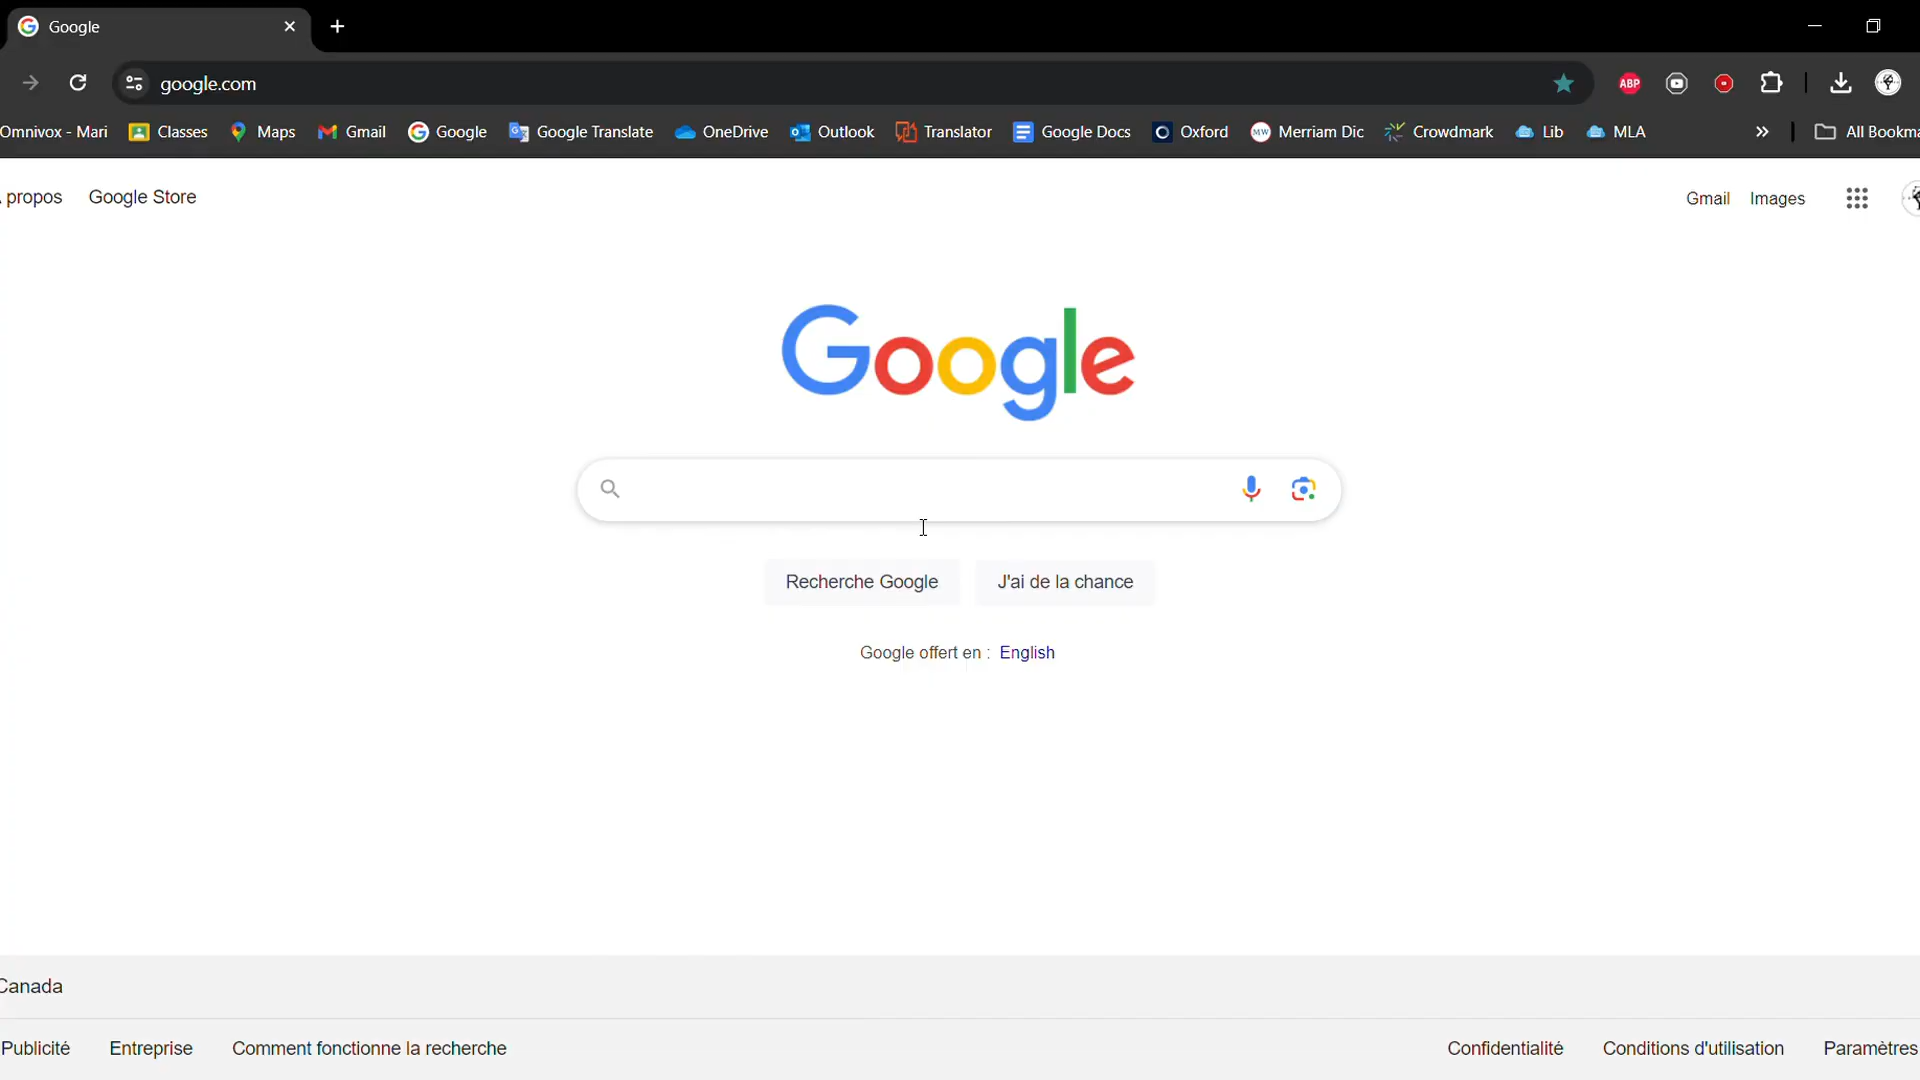 Google
google.com
Omnivox - Mari Classes Maps Gmail Google Google Translate OneDrive Outlook Translator Google Docs Oxford Merriam Dic Crowdmark Lib MLA » All Bookma
propos Google Store Gmail Images
Google
Recherche Google J'ai de la chance
Google offert en : English
Canada
Publicité Entreprise Comment fonctionne la recherche Confidentialité Conditions d'utilisation Paramètres